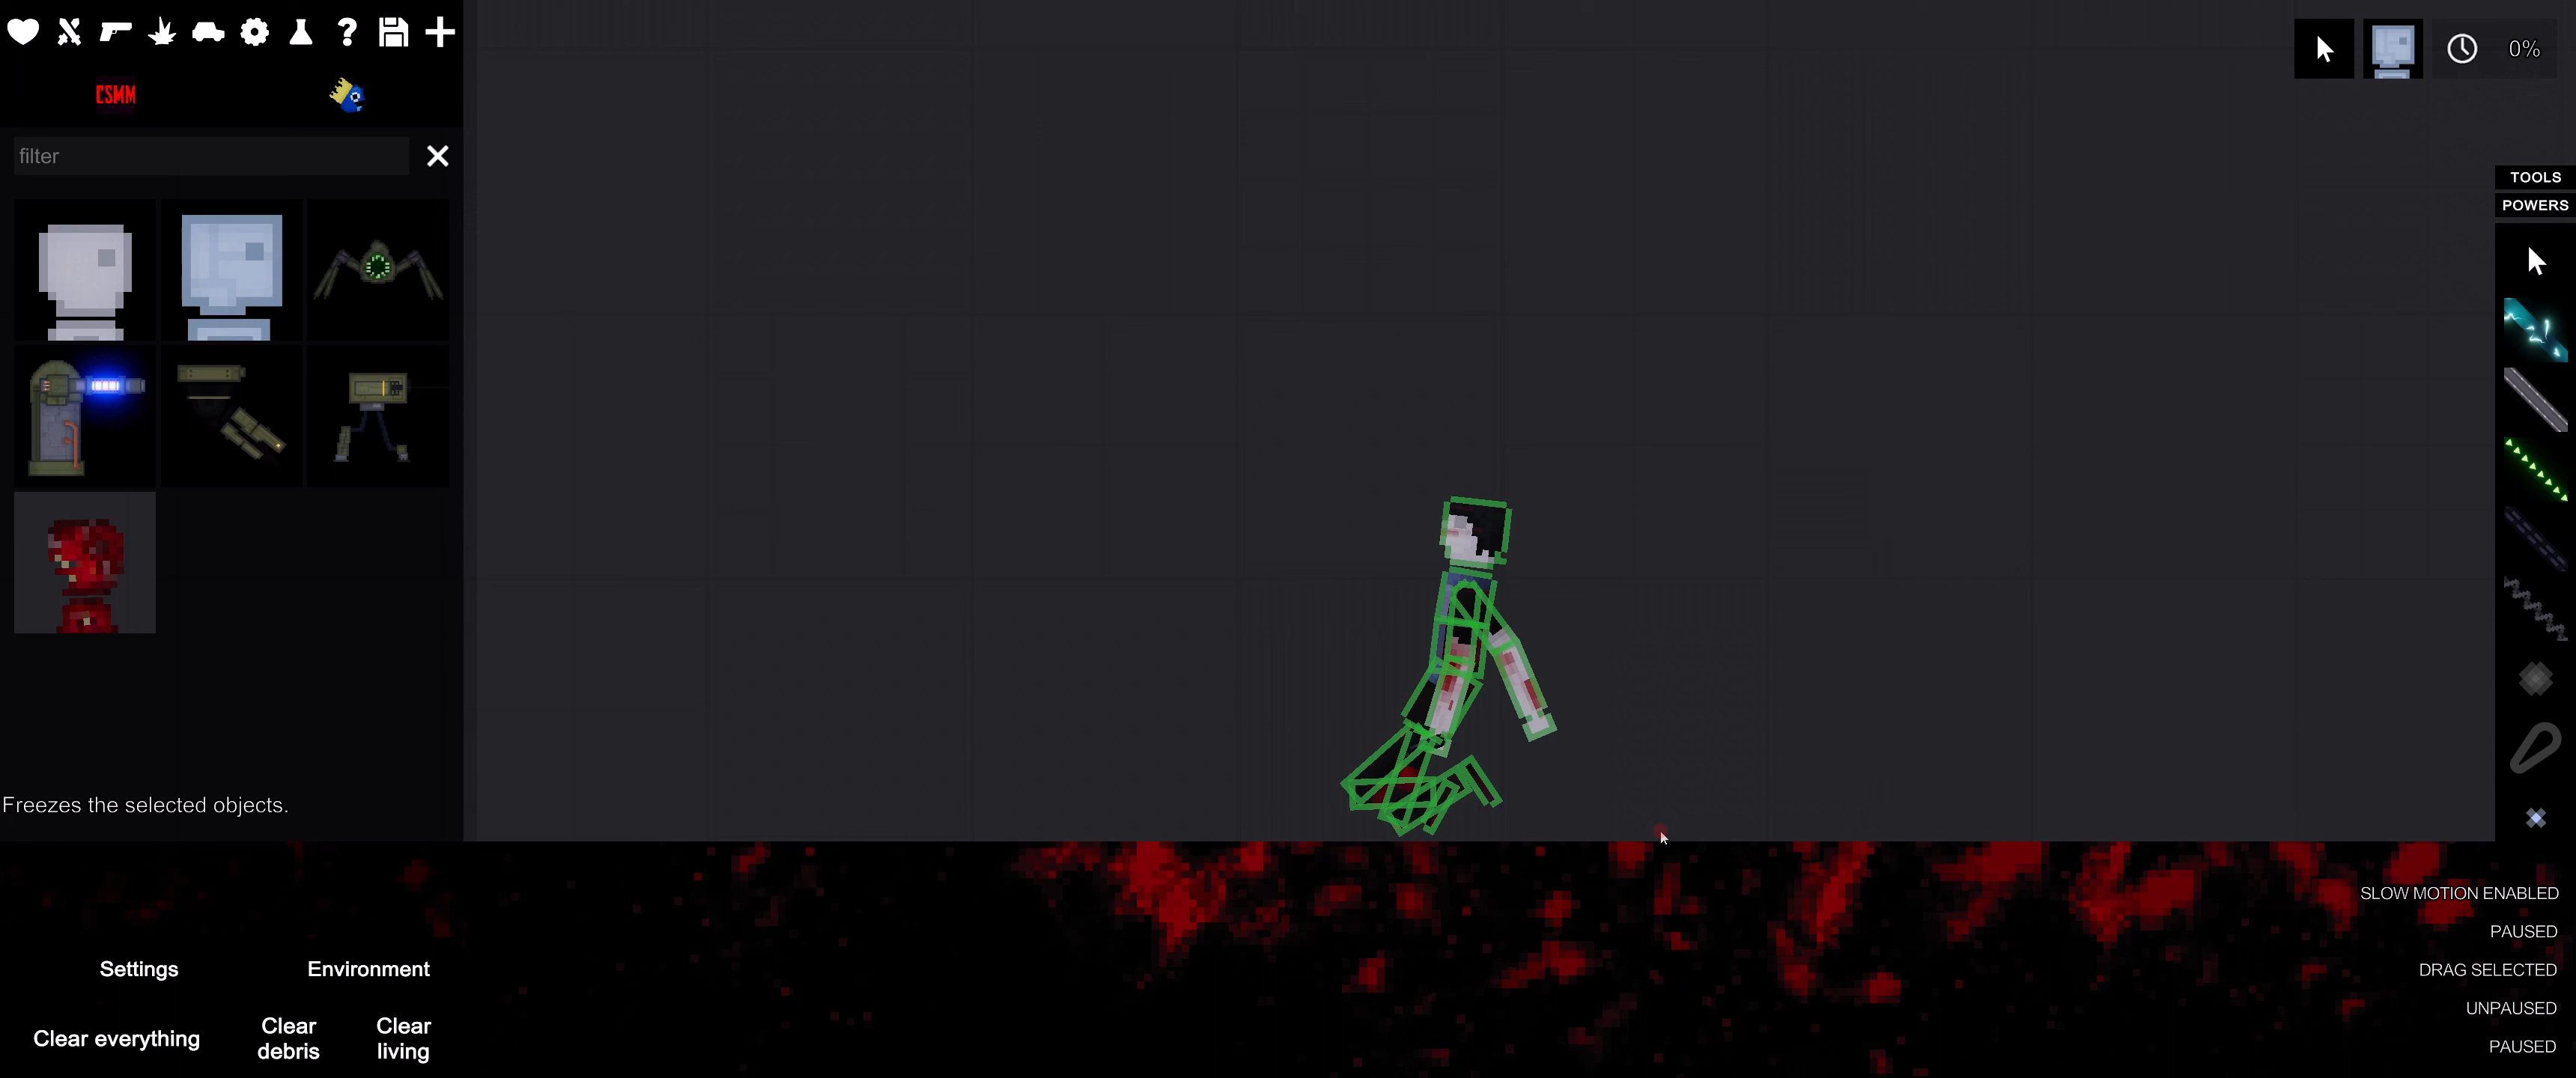 CSMM
0%
filter
TOOLS
POWERS
Freezes the selected objects.
SLOW MOTION ENABLED
PAUSED
DRAG SELECTED
UNPAUSED
PAUSED
Settings
Environment
Clear everything
Clear
debris
Clear
living